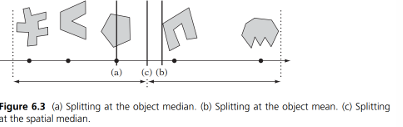 (a) (c) (b)
Figure 6.3 (a) Splitting at the object median. (b) Splitting at the object mean. (c) Splitting
at the spatial median.